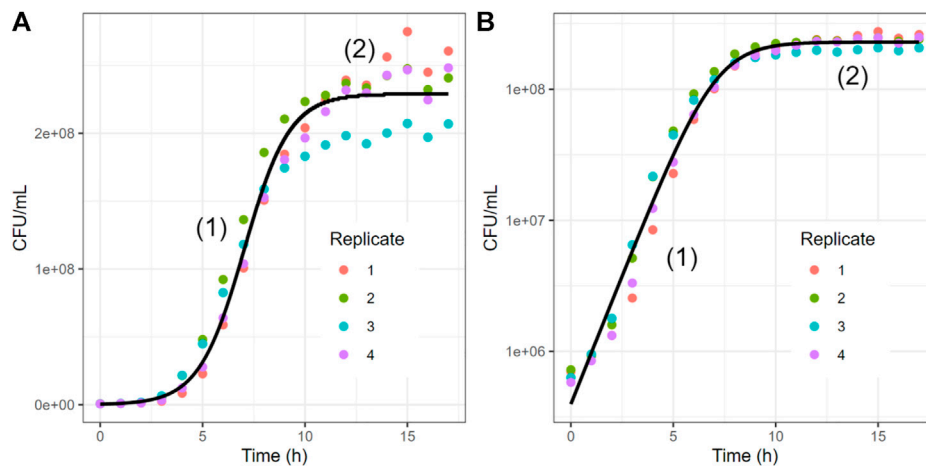 A
CFU/mL
2e+08
1e+08
0e+00
0
5
10
15
Time (h)
(1)
(2)
Replicate
1
2
3
4
B
CFU/mL
1e+08
1e+07
1e+06
0
5
10
15
Time (h)
(1)
(2)
Replicate
1
2
3
4